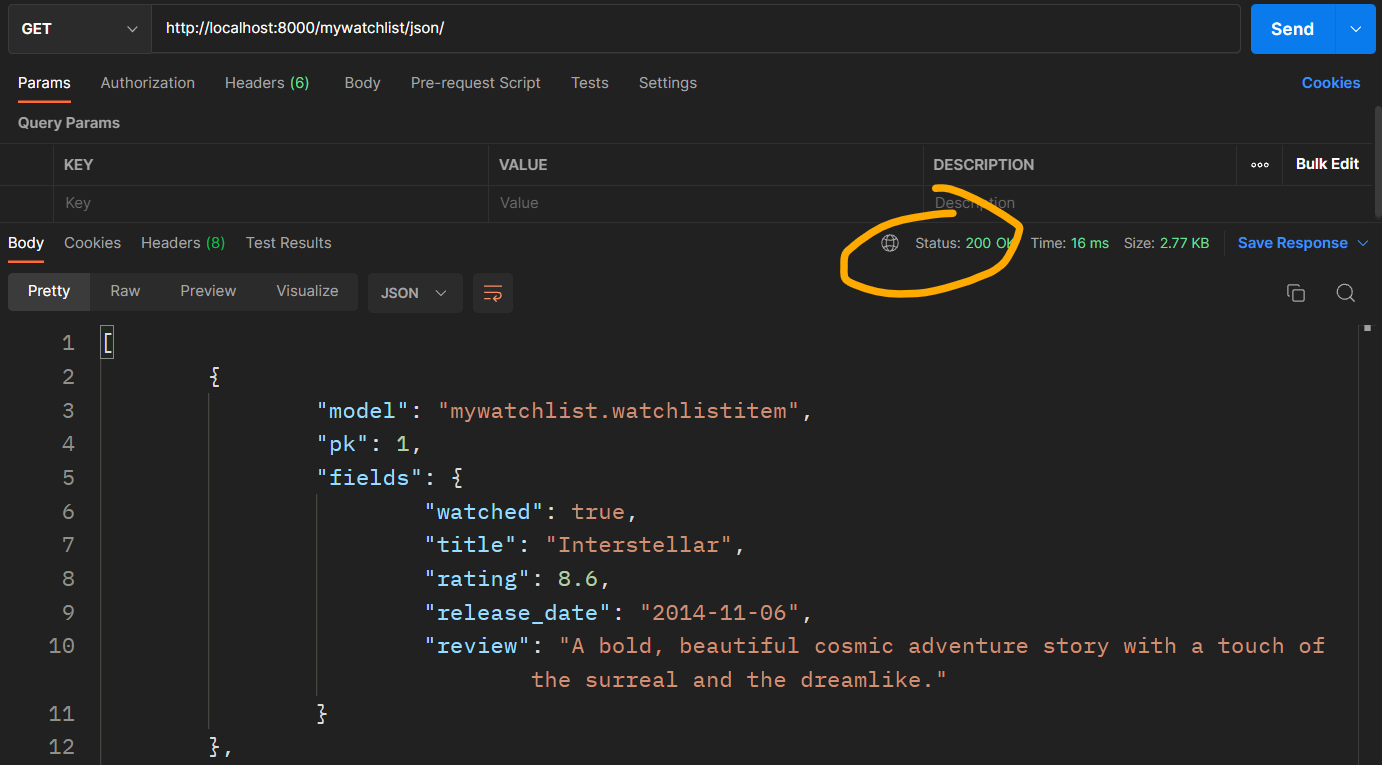 GET http://localhost:8000/mywatchlist/json/ Send
Params Authorization Headers (6) Body Pre-request Script Tests Settings Cookies
Query Params
KEY VALUE DESCRIPTION Bulk Edit
Key Value Description
Body Cookies Headers (8) Test Results Status: 200 OK Time: 16 ms Size: 2.77 KB Save Response
Pretty Raw Preview Visualize JSON
1 [
2 {
3 "model": "mywatchlist.watchlistitem",
4 "pk": 1,
5 "fields": {
6 "watched": true,
7 "title": "Interstellar",
8 "rating": 8.6,
9 "release_date": "2014-11-06",
10 "review": "A bold, beautiful cosmic adventure story with a touch of
the surreal and the dreamlike."
11 }
12 },